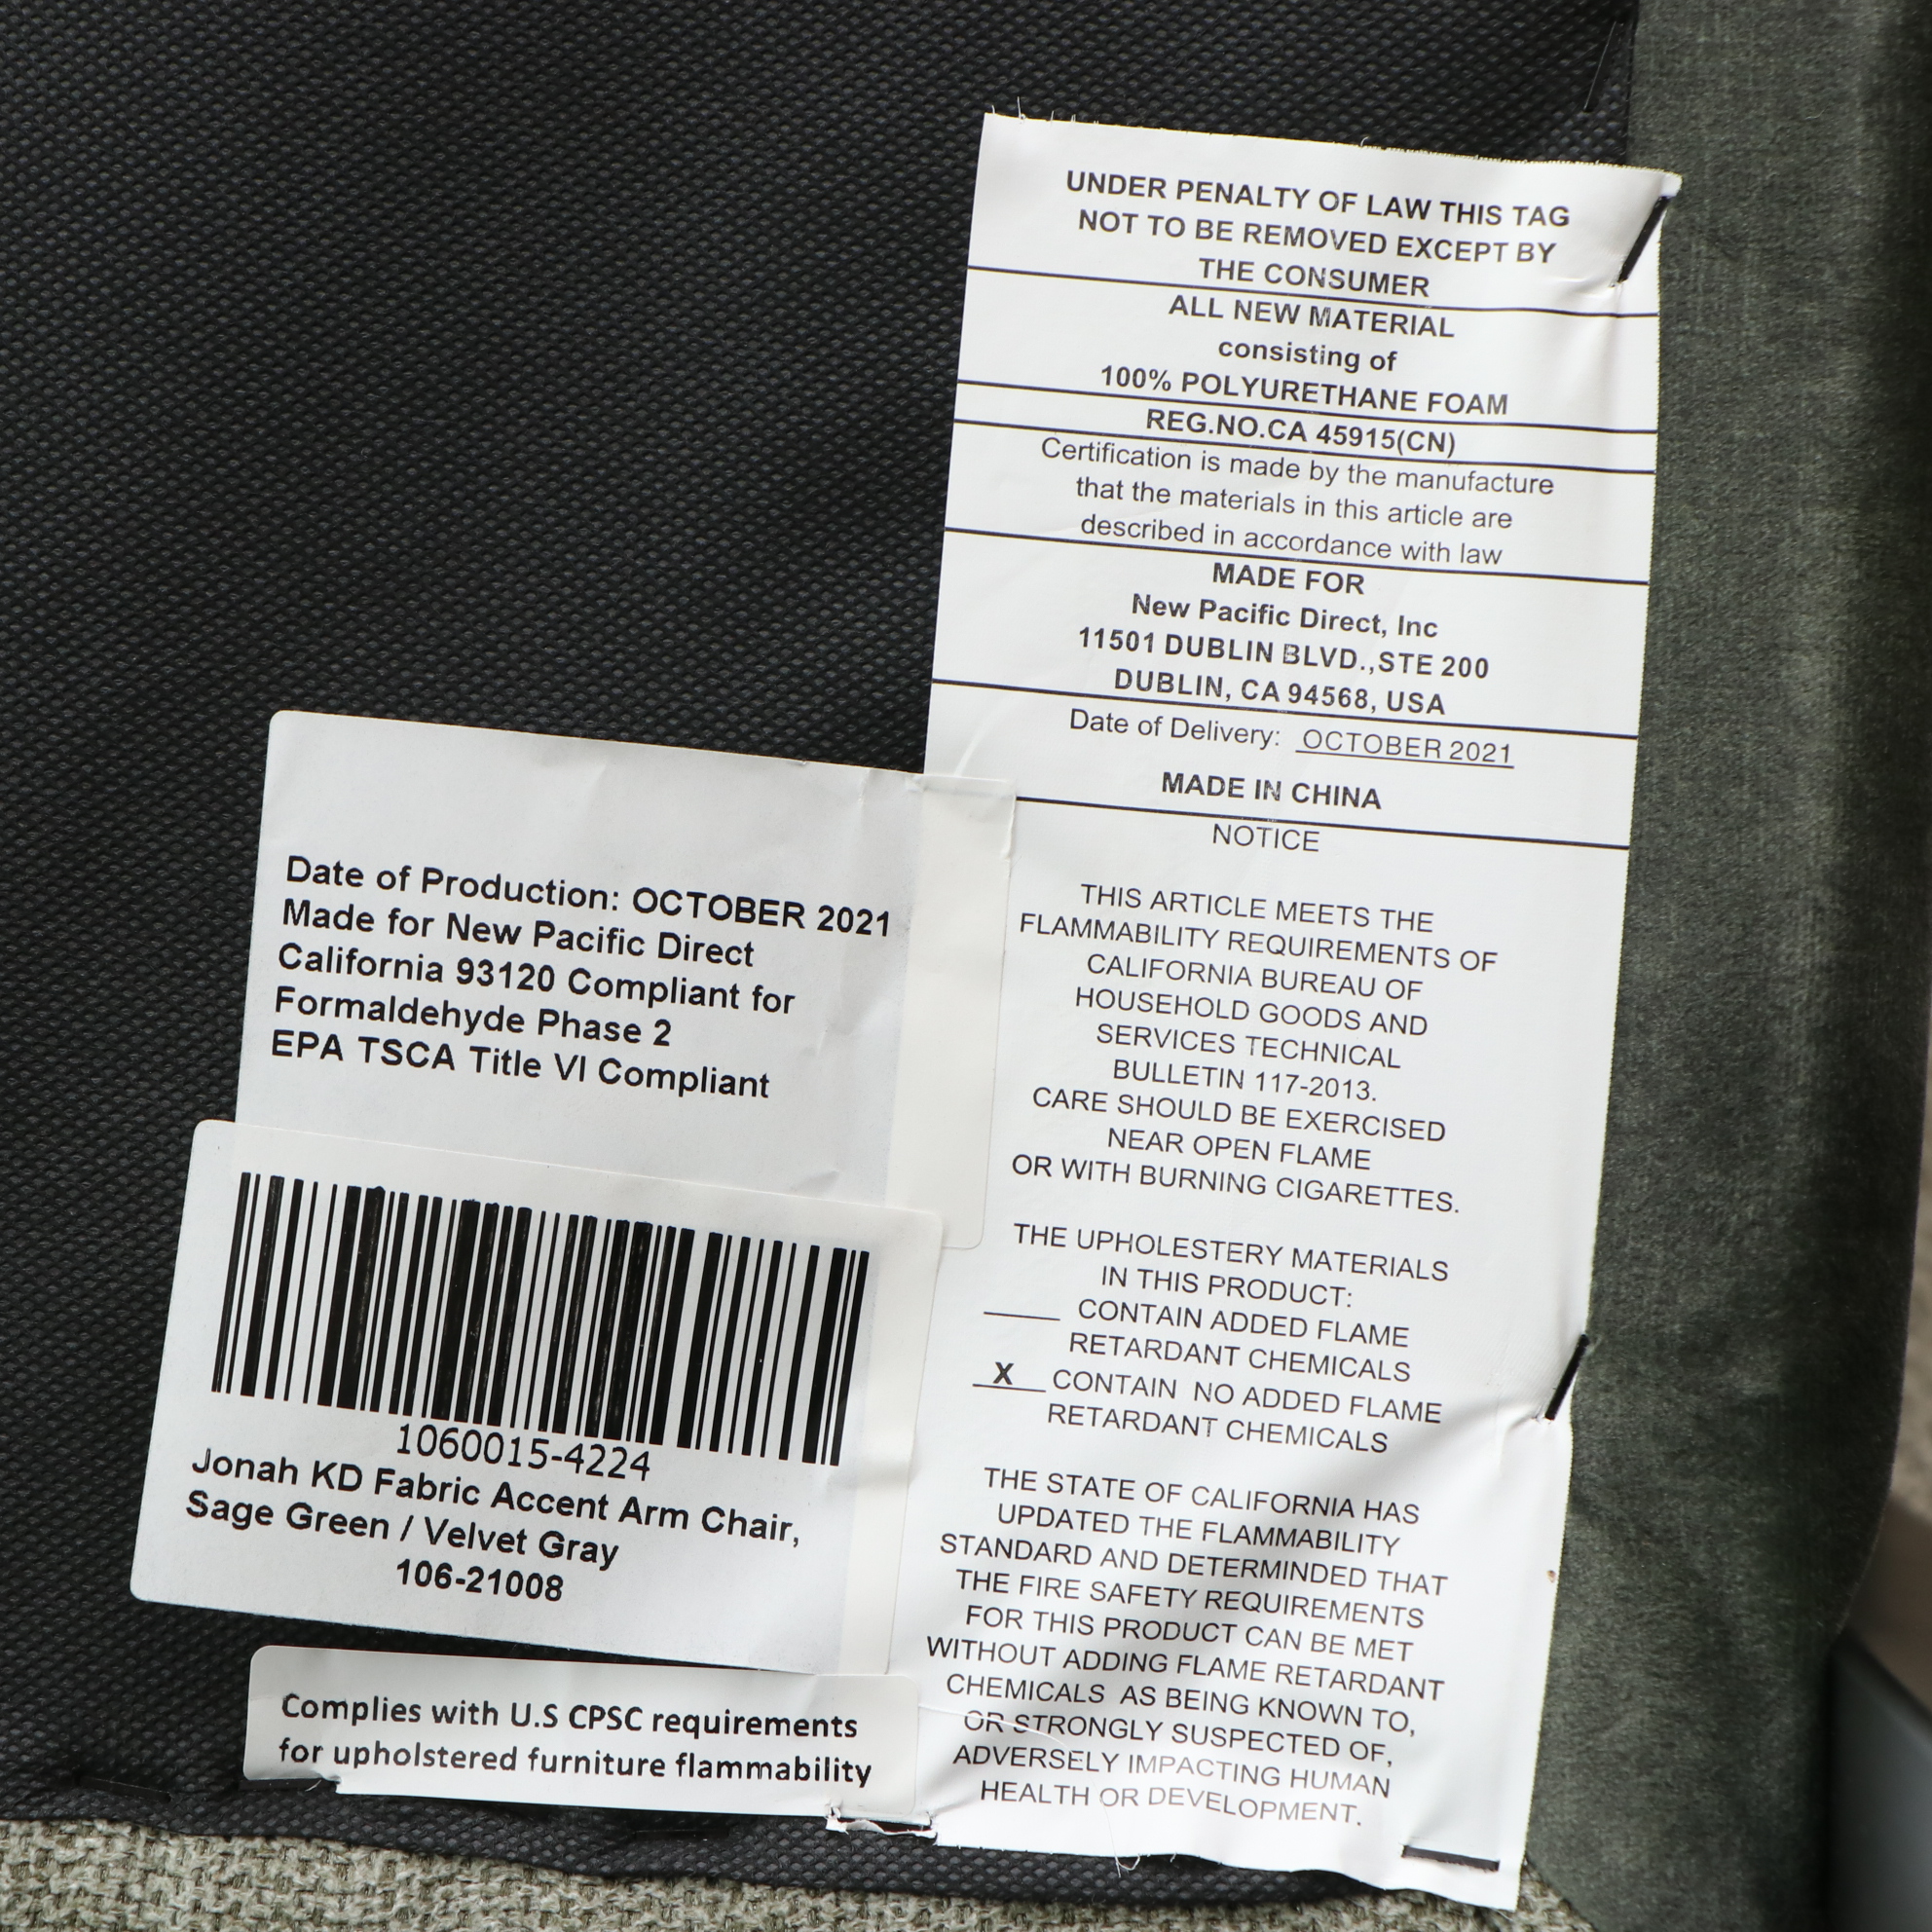 UNDER PENALTY OF LAW THIS TAG
NOT TO BE REMOVED EXCEPT BY
THE CONSUMER
ALL NEW MATERIAL
consisting of
100% POLYURETHANE FOAM
REG.NO.CA 45915(CN)
Certification is made by the manufacture
that the materials in this article are
described in accordance with law
MADE FOR
New Pacific Direct, Inc
11501 DUBLIN BLVD.,STE 200
DUBLIN, CA 94568, USA
Date of Delivery: OCTOBER 2021
MADE IN CHINA
NOTICE
THIS ARTICLE MEETS THE
FLAMMABILITY REQUIREMENTS OF
CALIFORNIA BUREAU OF
HOUSEHOLD GOODS AND
SERVICES TECHNICAL
BULLETIN 117-2013.
CARE SHOULD BE EXERCISED
NEAR OPEN FLAME
OR WITH BURNING CIGARETTES.
THE UPHOLESTERY MATERIALS
IN THIS PRODUCT:
____ CONTAIN ADDED FLAME
RETARDANT CHEMICALS
X CONTAIN NO ADDED FLAME
RETARDANT CHEMICALS
THE STATE OF CALIFORNIA HAS
UPDATED THE FLAMMABILITY
STANDARD AND DETERMINDED THAT
THE FIRE SAFETY REQUIREMENTS
FOR THIS PRODUCT CAN BE MET
WITHOUT ADDING FLAME RETARDANT
CHEMICALS AS BEING KNOWN TO,
OR STRONGLY SUSPECTED OF,
ADVERSELY IMPACTING HUMAN
HEALTH OR DEVELOPMENT.
Date of Production: OCTOBER 2021
Made for New Pacific Direct
California 93120 Compliant for
Formaldehyde Phase 2
EPA TSCA Title VI Compliant
1060015-4224
Jonah KD Fabric Accent Arm Chair,
Sage Green / Velvet Gray
106-21008
Complies with U.S CPSC requirements
for upholstered furniture flammability